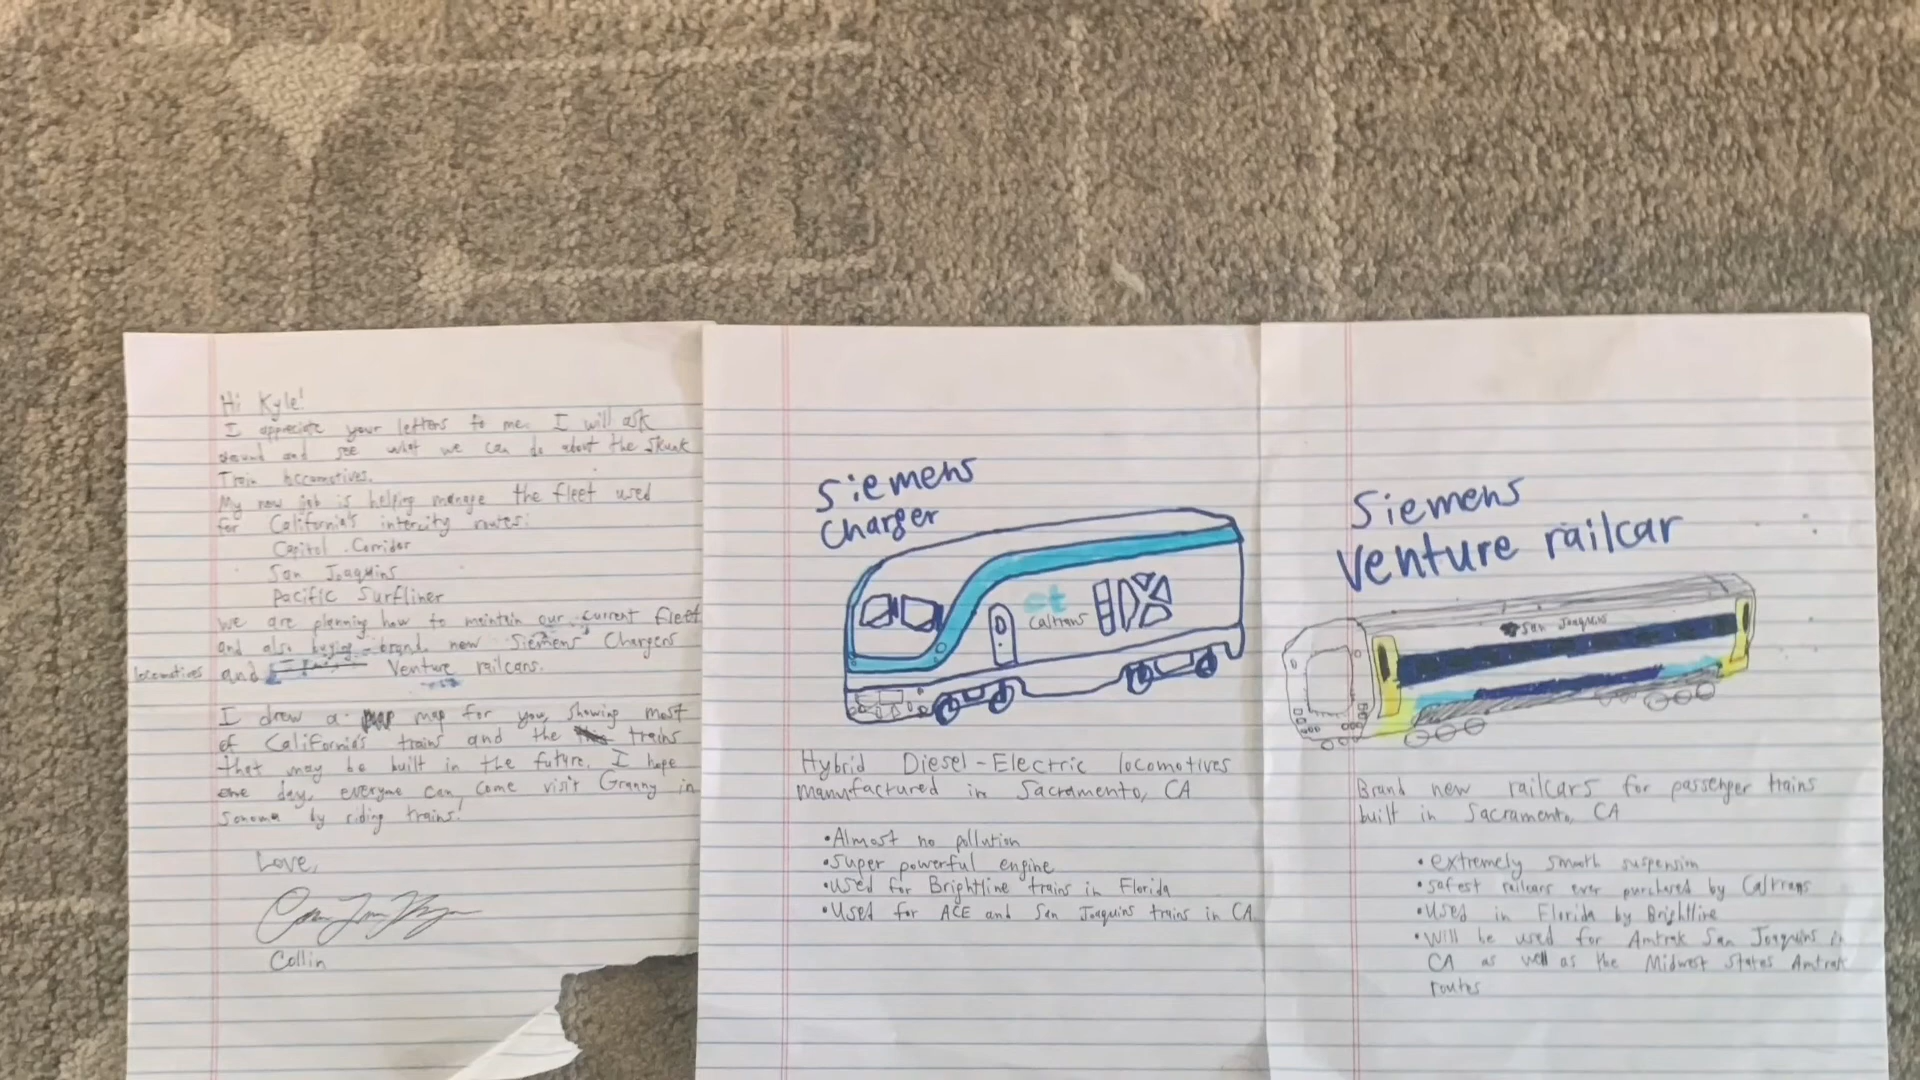 Hi Kyle!
I appreciate your letters to me. I will ask
around and see what we can do about the Skunk
Train locomotives.
My new job is helping manage the fleet used
for California's intercity routes:
Capitol Corridor
San Joaquins
Pacific Surfliner
we are planning how to maintain our current fleet
and also buying brand new Siemens Chargers
locomotives and Venture railcars.
I drew a map for you, showing most
of California's trains and the trains
that may be built in the future. I hope
one day, everyone can come visit Granny in
Sonoma by riding trains!
Love,
Collin
Siemens
Charger
ct
caltrans
Hybrid Diesel-Electric locomotives
manufactured in Sacramento, CA
•Almost no pollution
•super powerful engine
•used for Brightline trains in Florida
•Used for ACE and San Joaquins trains in CA
Siemens
Venture railcar
San Joaquins
Brand new railcars for passenger trains
built in Sacramento, CA
•extremely smooth suspension
•safest railcars ever purchased by Caltrans
•Used in Florida by Brightline
•will be used for Amtrak San Joaquins in
CA as well as the Midwest States Amtrak
routes